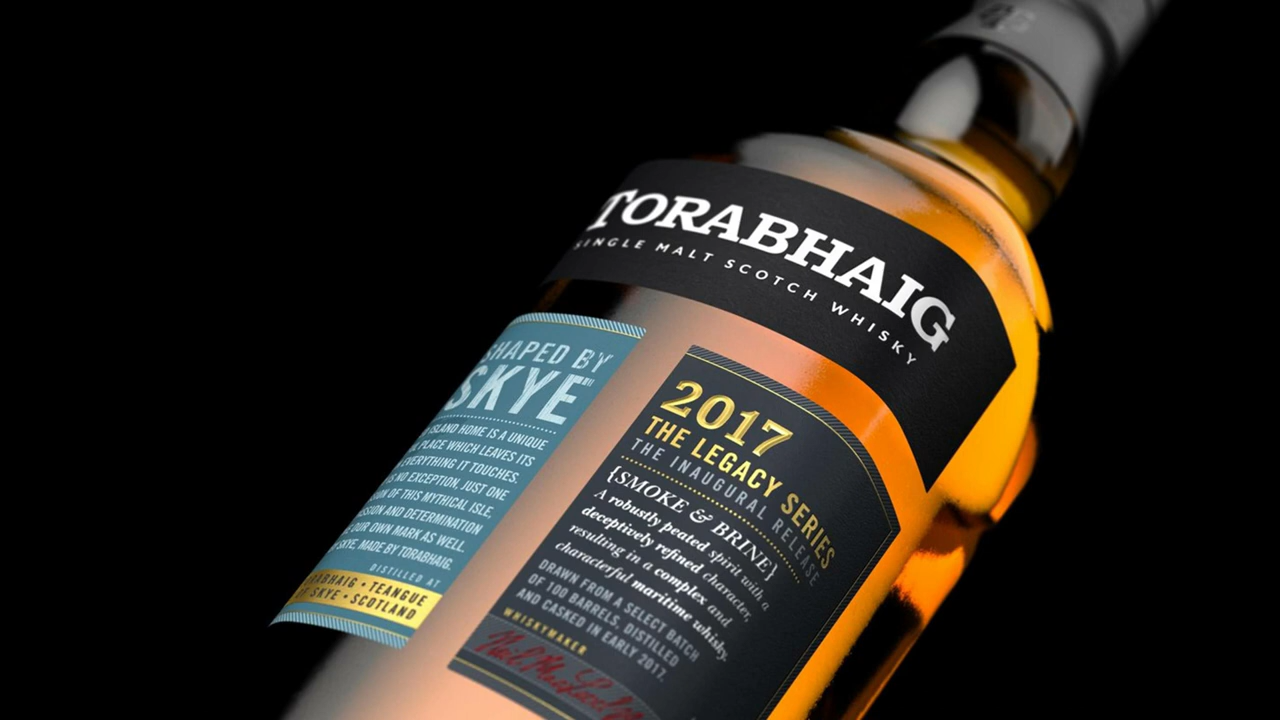 TORABHAIG
SINGLE MALT SCOTCH WHISKY
SHAPED BY
SKYE
ISLAND HOME IS A UNIQUE
PLACE WHICH LEAVES ITS
EVERYTHING IT TOUCHES.
NO EXCEPTION. JUST ONE
OF THIS MYTHICAL ISLE,
AND DETERMINATION
OUR OWN MARK AS WELL.
SKYE. MADE BY TORABHAIG.
DISTILLED AT
TORABHAIG • TEANGUE
OF SKYE • SCOTLAND
2017
THE LEGACY SERIES
THE INAUGURAL RELEASE
{SMOKE & BRINE}
A robustly peated spirit with a
deceptively refined character,
resulting in a complex and
characterful maritime whisky.
DRAWN FROM A SELECT BATCH
OF 100 BARRELS, DISTILLED
AND CASKED IN EARLY 2017.
WHISKYMAKER